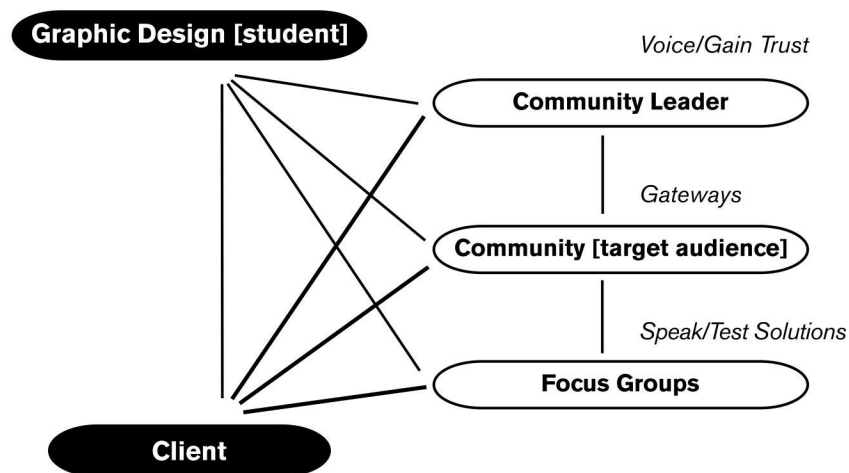 Graphic Design [student]
Voice/Gain Trust
Community Leader
Gateways
Community [target audience]
Speak/Test Solutions
Focus Groups
Client